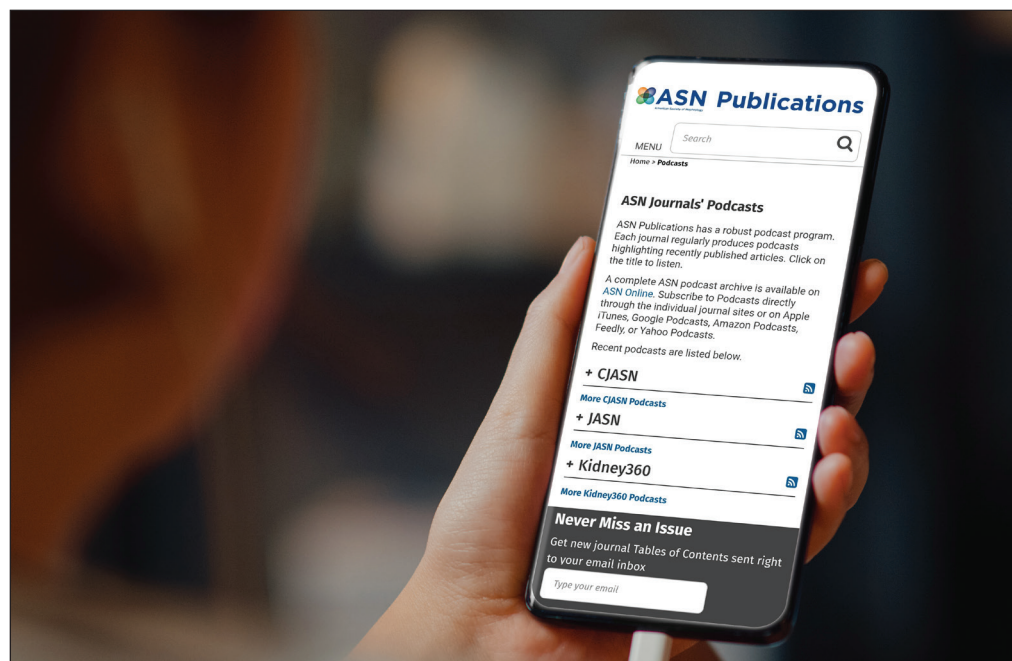 ASN Publications
American Society of Nephrology
MENU
Search
Home > Podcasts
ASN Journals' Podcasts
ASN Publications has a robust podcast program.
Each journal regularly produces podcasts
highlighting recently published articles. Click on
the title to listen.
A complete ASN podcast archive is available on
ASN Online. Subscribe to Podcasts directly
through the individual journal sites or on Apple
iTunes, Google Podcasts, Amazon Podcasts,
Feedly, or Yahoo Podcasts.
Recent podcasts are listed below.
+ CJASN
More CJASN Podcasts
+ JASN
More JASN Podcasts
+ Kidney360
More Kidney360 Podcasts
Never Miss an Issue
Get new journal Tables of Contents sent right
to your email inbox
Type your email